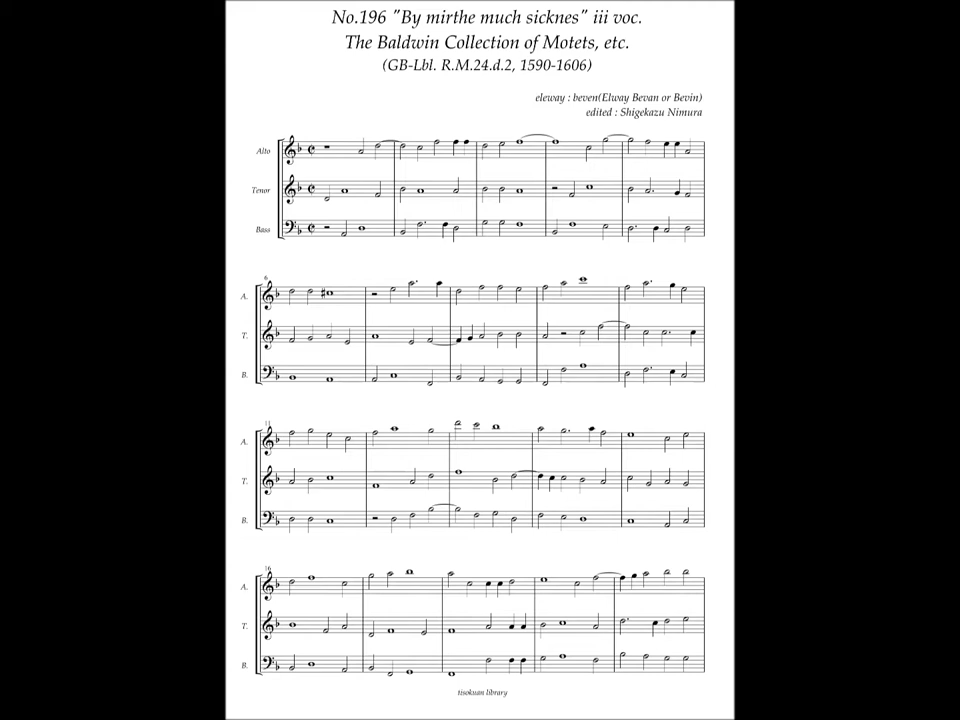 No.196 "By mirthe much sicknes" iii voc.
The Baldwin Collection of Motets, etc.
(GB-Lbl. R.M.24.d.2, 1590-1606)
eleway : beven(Elway Bevan or Bevin)
edited : Shigekazu Nimura
Alto
Tenor
Bass
6
A.
T.
B.
11
A.
T.
B.
16
A.
T.
B.
tisokuan library